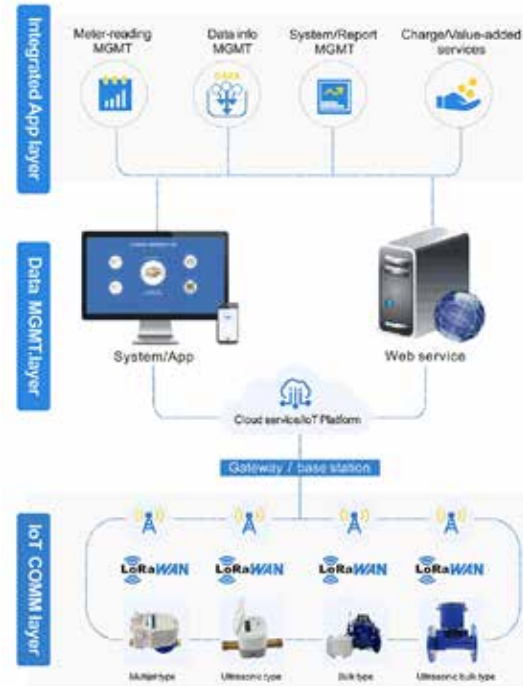 Integrated App layer
Meter-reading
MGMT
Data info
MGMT
System/Report
MGMT
Charge/Value-added
services
DATA
Data MGMT.layer
System/App
Web service
Cloud service/IoT Platform
Gateway / base station
IoT COMM layer
LoRaWAN
LoRaWAN
LoRaWAN
LoRaWAN
Multijet type
Ultrasonic type
Bulk type
Ultrasonic bulk type